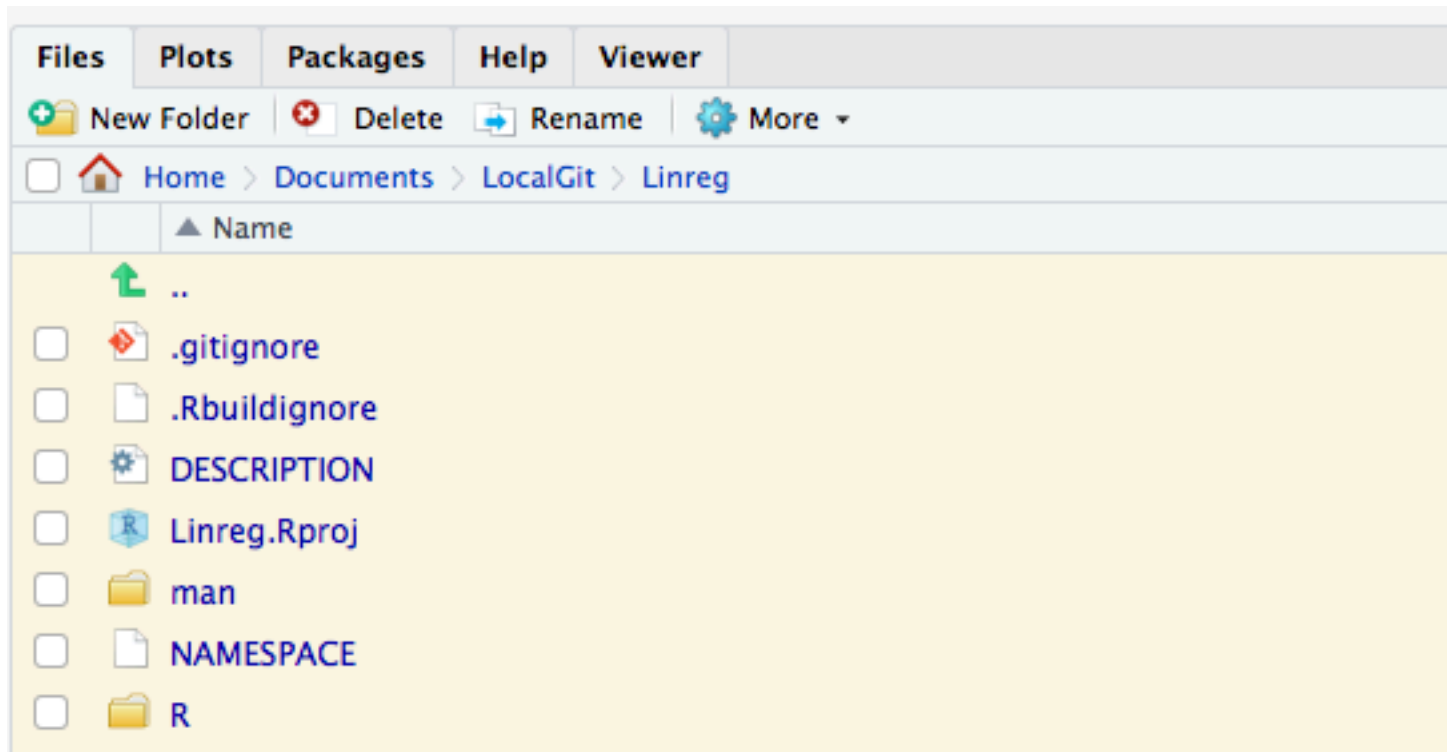 Files Plots Packages Help Viewer
New Folder Delete Rename More
Home > Documents > LocalGit > Linreg
Name
..
.gitignore
.Rbuildignore
DESCRIPTION
Linreg.Rproj
man
NAMESPACE
R